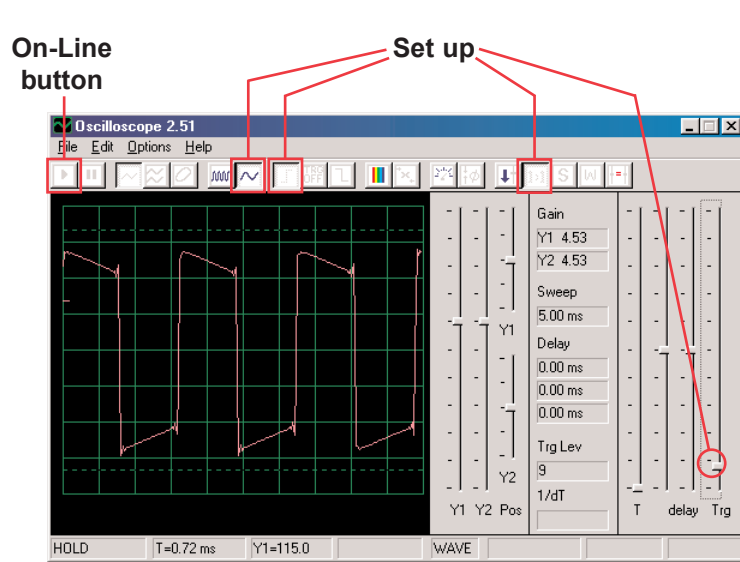 On-Line
button
Set up
Oscilloscope 2.51
File Edit Options Help
TRG
OFF
S W
Gain
Y1 4.53
Y2 4.53
Sweep
5.00 ms
Delay
0.00 ms
0.00 ms
0.00 ms
Trg Lev
9
1/dT
Y1
Y2
Y1 Y2 Pos
T delay Trg
HOLD T=0.72 ms Y1=115.0 WAVE